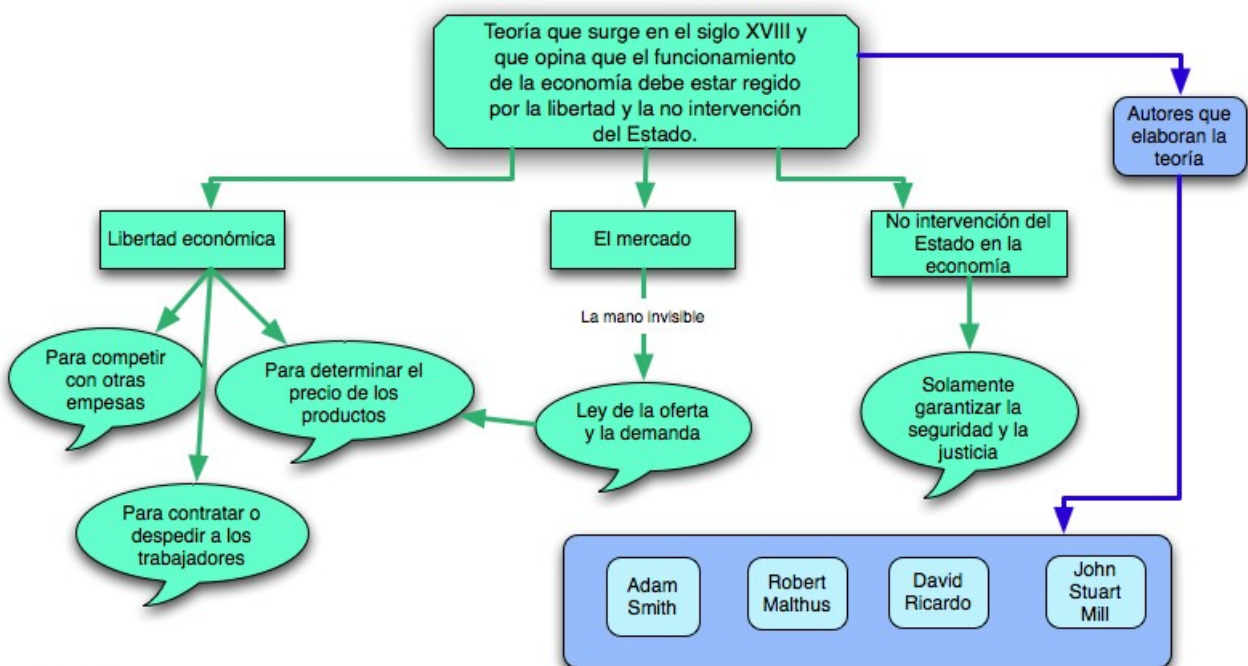 Teoría que surge en el siglo XVIII y
que opina que el funcionamiento
de la economía debe estar regido
por la libertad y la no intervención
del Estado.
Autores que
elaboran la
teoría
Libertad económica
El mercado
No intervención del
Estado en la
economía
La mano invisible
Para competir
con otras
empesas
Para determinar el
precio de los
productos
Ley de la oferta
y la demanda
Solamente
garantizar la
seguridad y la
justicia
Para contratar o
despedir a los
trabajadores
Adam
Smith
Robert
Malthus
David
Ricardo
John
Stuart
Mill